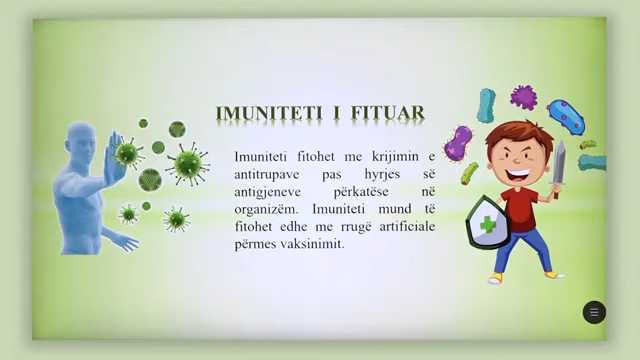 IMUNITETI I FITUAR
Imuniteti fitohet me krijimin e
antitrupave pas hyrjes së
antigjeneve përkatëse në
organizëm. Imuniteti mund të
fitohet edhe me rrugë artificiale
përmes vaksinimit.